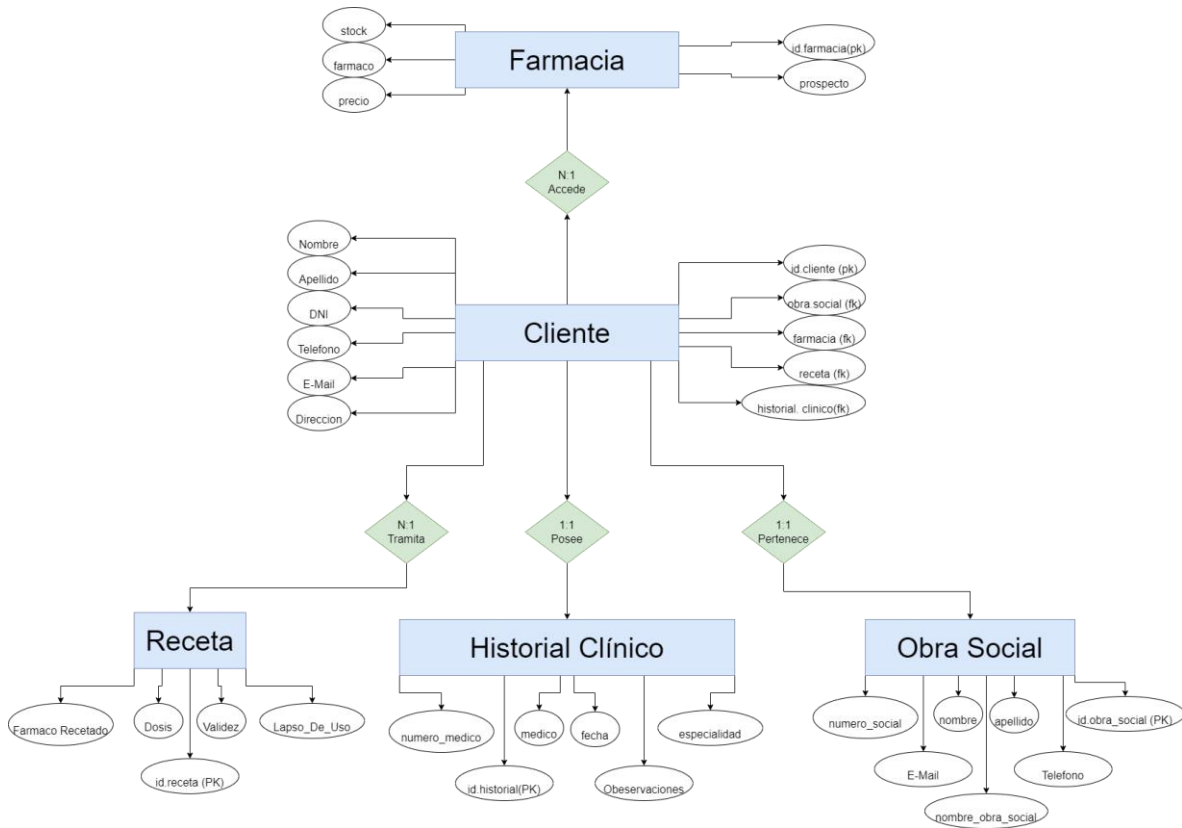 stock
farmaco
precio
Farmacia
id.farmacia(pk)
prospecto
N:1
Accede
Nombre
Apellido
DNI
Telefono
E-Mail
Direccion
Cliente
id.cliente (pk)
obra.social (fk)
farmacia (fk)
receta (fk)
historial. clinico(fk)
N:1
Tramita
1:1
Posee
1:1
Pertenece
Receta
Historial Clínico
Obra Social
Farmaco Recetado
Dosis
Validez
Lapso_De_Uso
id.receta (PK)
numero_medico
medico
fecha
especialidad
id.historial(PK)
Obeservaciones
numero_social
nombre
apellido
id.obra_social (PK)
E-Mail
Telefono
nombre_obra_social